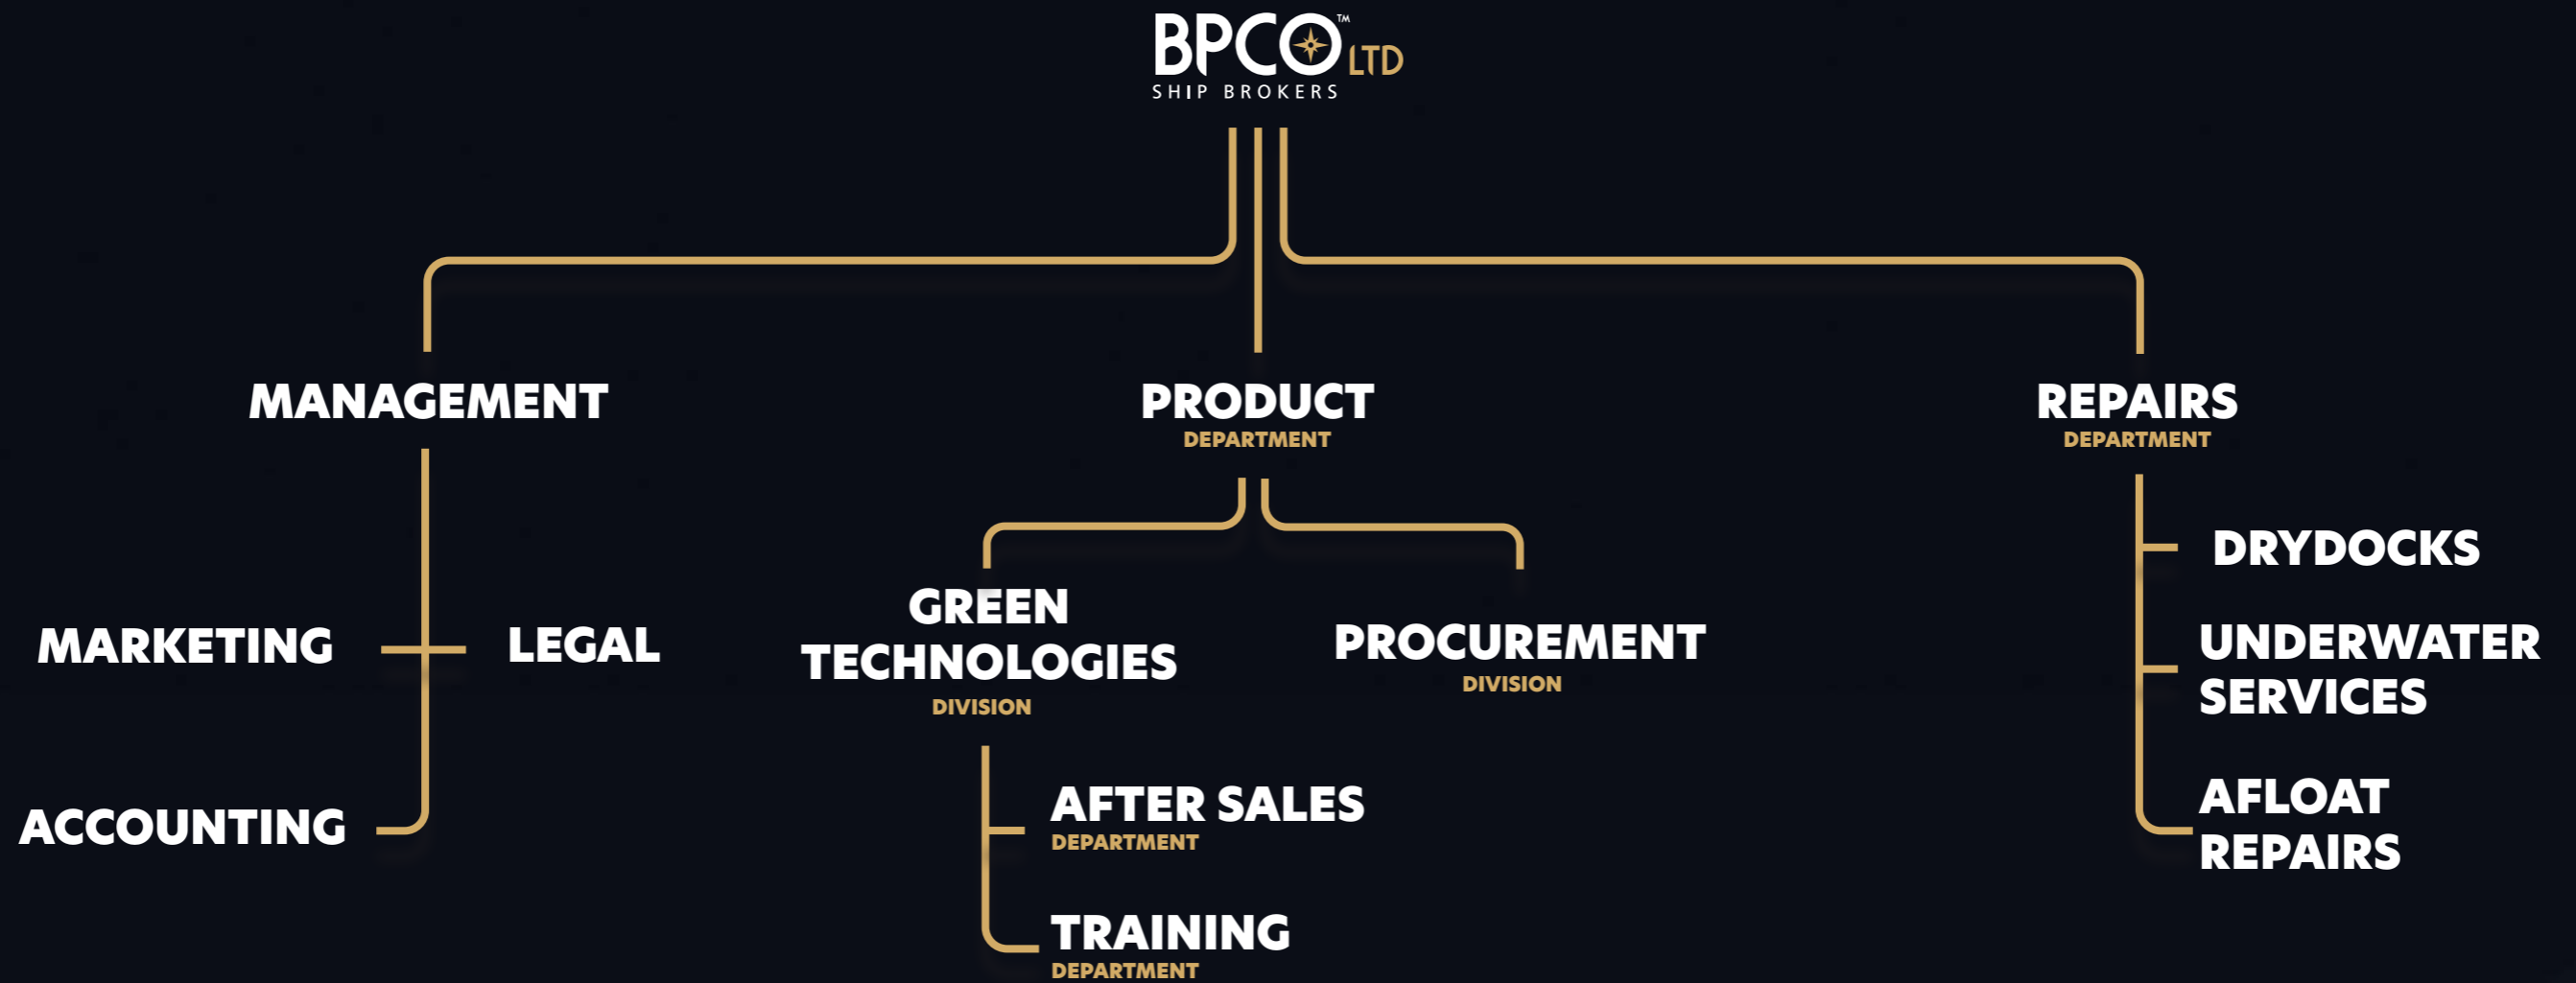 BPCO™ LTD
SHIP BROKERS
MANAGEMENT
MARKETING
LEGAL
ACCOUNTING
PRODUCT
DEPARTMENT
GREEN
TECHNOLOGIES
DIVISION
AFTER SALES
DEPARTMENT
TRAINING
DEPARTMENT
PROCUREMENT
DIVISION
REPAIRS
DEPARTMENT
DRYDOCKS
UNDERWATER
SERVICES
AFLOAT
REPAIRS